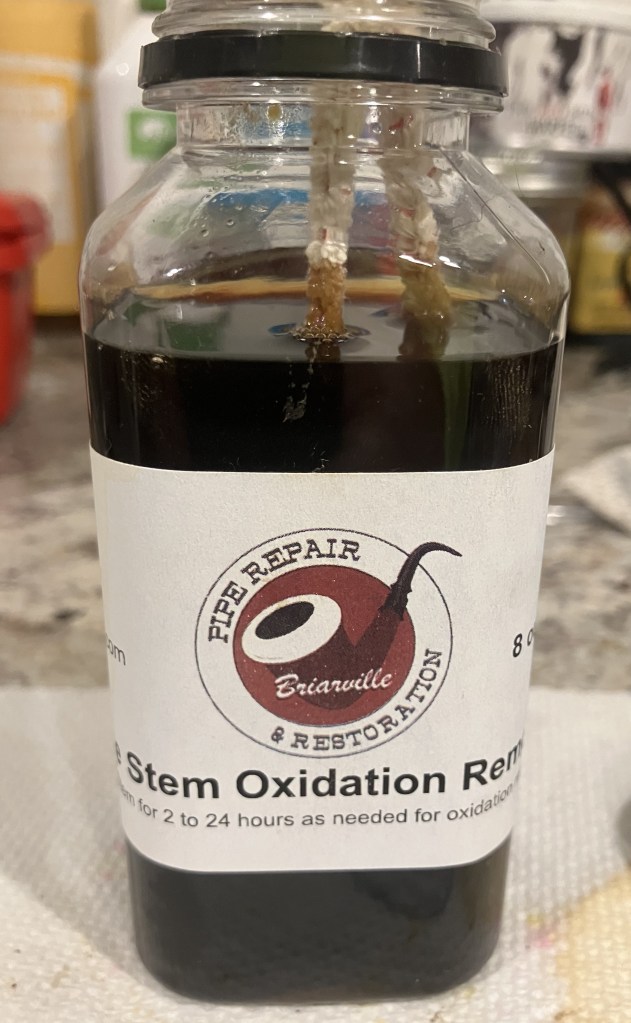 PIPE REPAIR
Briarville
& RESTORATION
om
8 o
e Stem Oxidation Rem
em for 2 to 24 hours as needed for oxidation